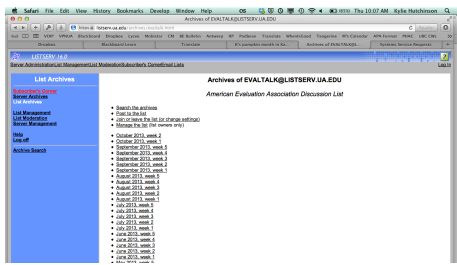 Safari File Edit View History Bookmarks Develop Window Help
Thu 10:07 AM Kylie Hutchinson
Archives of EVALTALK@LISTSERV.UA.EDU
listserv.ua.edu/archives/evaltalk.html
Dropbox Blackboard Learn Translate Archives of EVALTALK@L... Systems Service Requests
LISTSERV 16.0
Server Administration List Management List Moderation Subscriber's Corner Email Lists Log In
List Archives
Subscriber's Corner
Server Archives
List Archives
List Management
List Moderation
Server Management
Help
Log off
Archive Search
Archives of EVALTALK@LISTSERV.UA.EDU
American Evaluation Association Discussion List
Search the archives
Post to the list
Join or leave the list (or change settings)
Manage the list (list owners only)
October 2013, week 2
October 2013, week 1
September 2013, week 5
September 2013, week 4
September 2013, week 3
September 2013, week 2
September 2013, week 1
August 2013, week 5
August 2013, week 4
August 2013, week 3
August 2013, week 2
August 2013, week 1
July 2013, week 5
July 2013, week 4
July 2013, week 3
July 2013, week 2
July 2013, week 1
June 2013, week 5
June 2013, week 4
June 2013, week 3
June 2013, week 2
June 2013, week 1